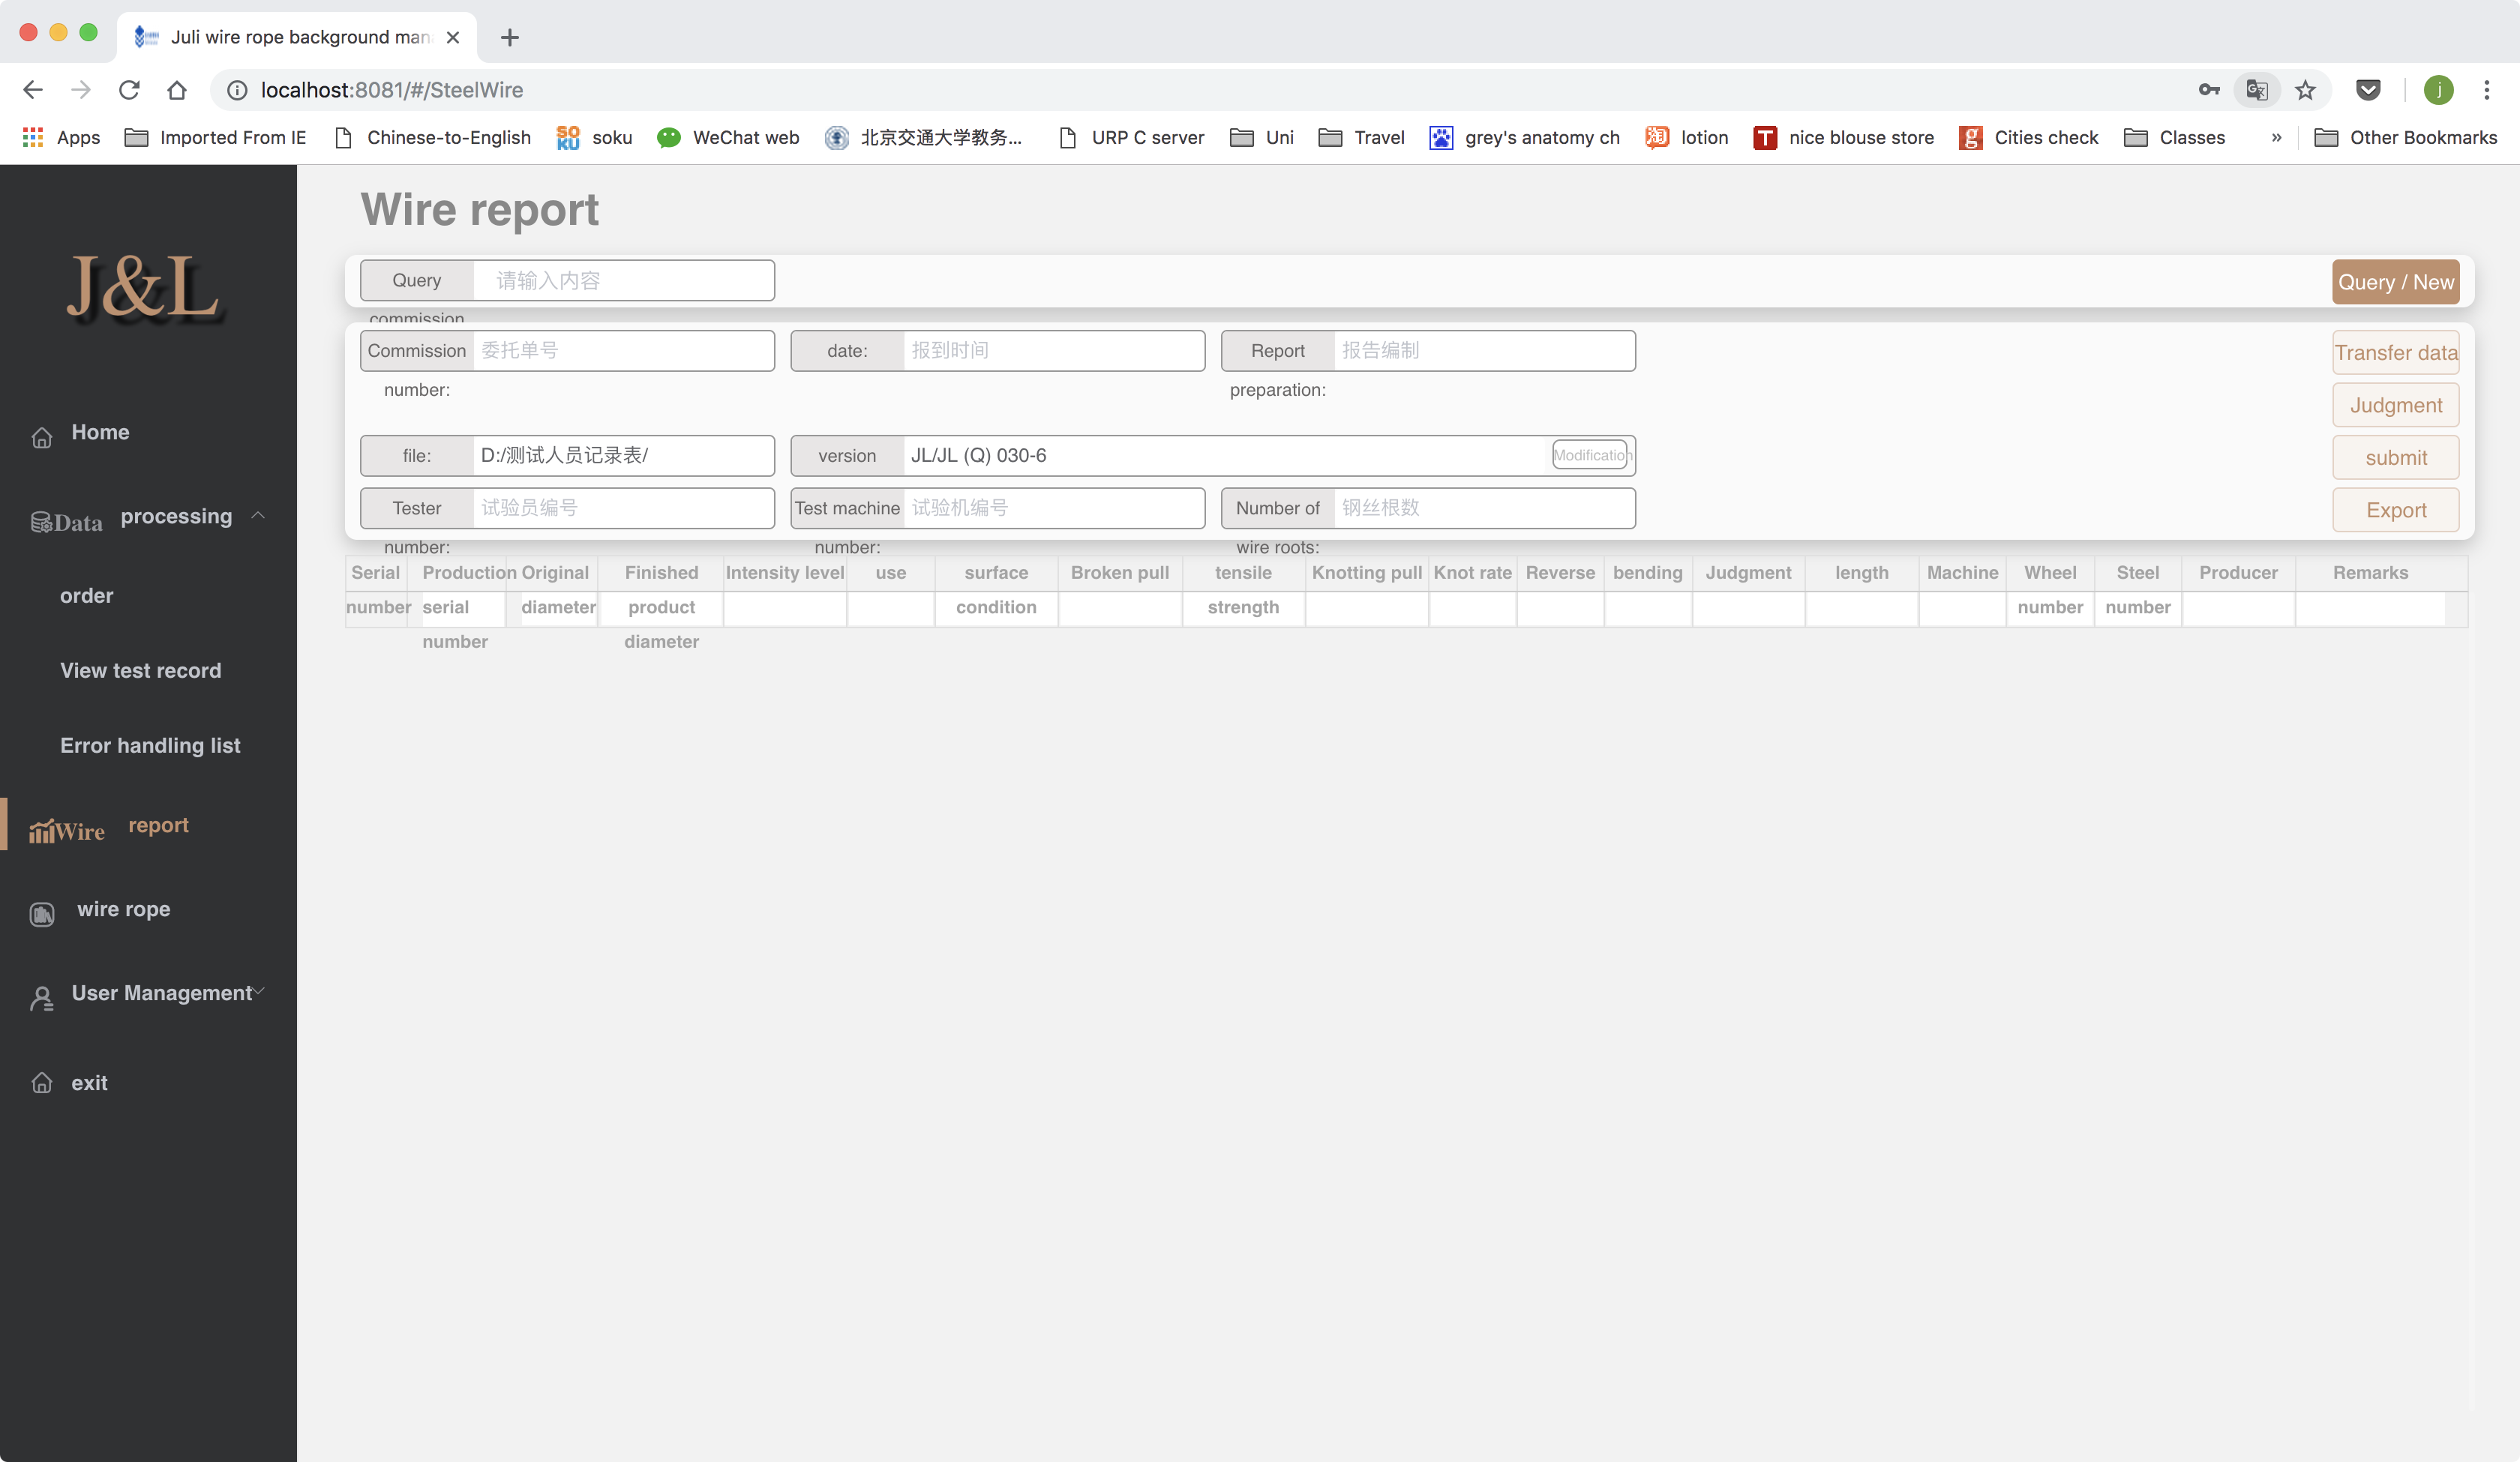 Juli wire rope background man
localhost:8081/#/SteelWire
j
Apps
Imported From IE
Chinese-to-English
SO KU
soku
WeChat web
北京交通大学教务...
URP C server
Uni
Travel
grey's anatomy ch
淘
lotion
T
nice blouse store
g
Cities check
Classes
»
Other Bookmarks
J&L
Home
Data processing
order
View test record
Error handling list
Wire report
wire rope
User Management
exit
Wire report
Query 请输入内容 Query / New
commission
Commission 委托单号 date: 报到时间 Report 报告编制 Transfer data
number: preparation:
Judgment
file: D:/测试人员记录表/ version JL/JL (Q) 030-6 Modification submit
Tester 试验员编号 Test machine 试验机编号 Number of 钢丝根数 Export
number: number: wire roots:
Serial Production Original Finished Intensity level use surface Broken pull tensile Knotting pull Knot rate Reverse bending Judgment length Machine Wheel Steel Producer Remarks
number serial diameter product condition strength number number
number diameter